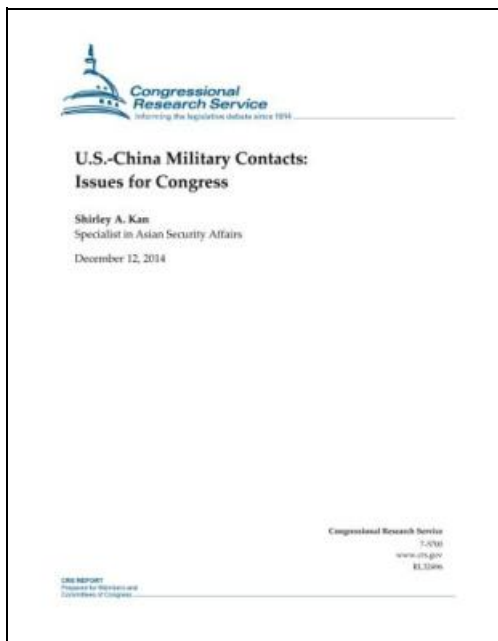 Congressional
Research Service
Informing the legislative debate since 1914
U.S.-China Military Contacts:
Issues for Congress
Shirley A. Kan
Specialist in Asian Security Affairs
December 12, 2014
Congressional Research Service
7-5700
www.crs.gov
RL32496
CRS REPORT
Prepared for Members and
Committees of Congress